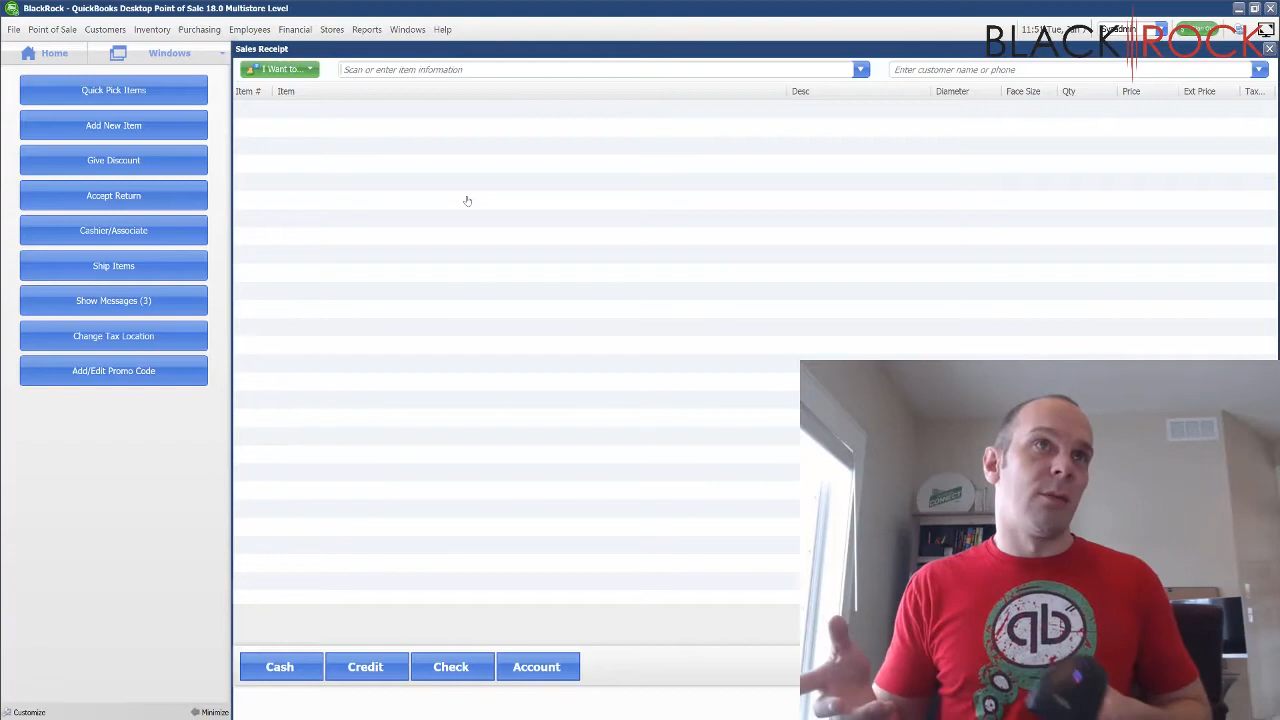 BlackRock - QuickBooks Desktop Point of Sale 18.0 Multistore Level
File Point of Sale Customers Inventory Purchasing Employees Financial Stores Reports Windows Help
BLACK ROCK
Home Windows
Sales Receipt
I Want to...
Scan or enter item information
Enter customer name or phone
Item # Item Desc Diameter Face Size Qty Price Ext Price Tax...
Quick Pick Items
Add New Item
Give Discount
Accept Return
Cashier/Associate
Ship Items
Show Messages (3)
Change Tax Location
Add/Edit Promo Code
CONNECT
qb
Cash Credit Check Account
Customize Minimize